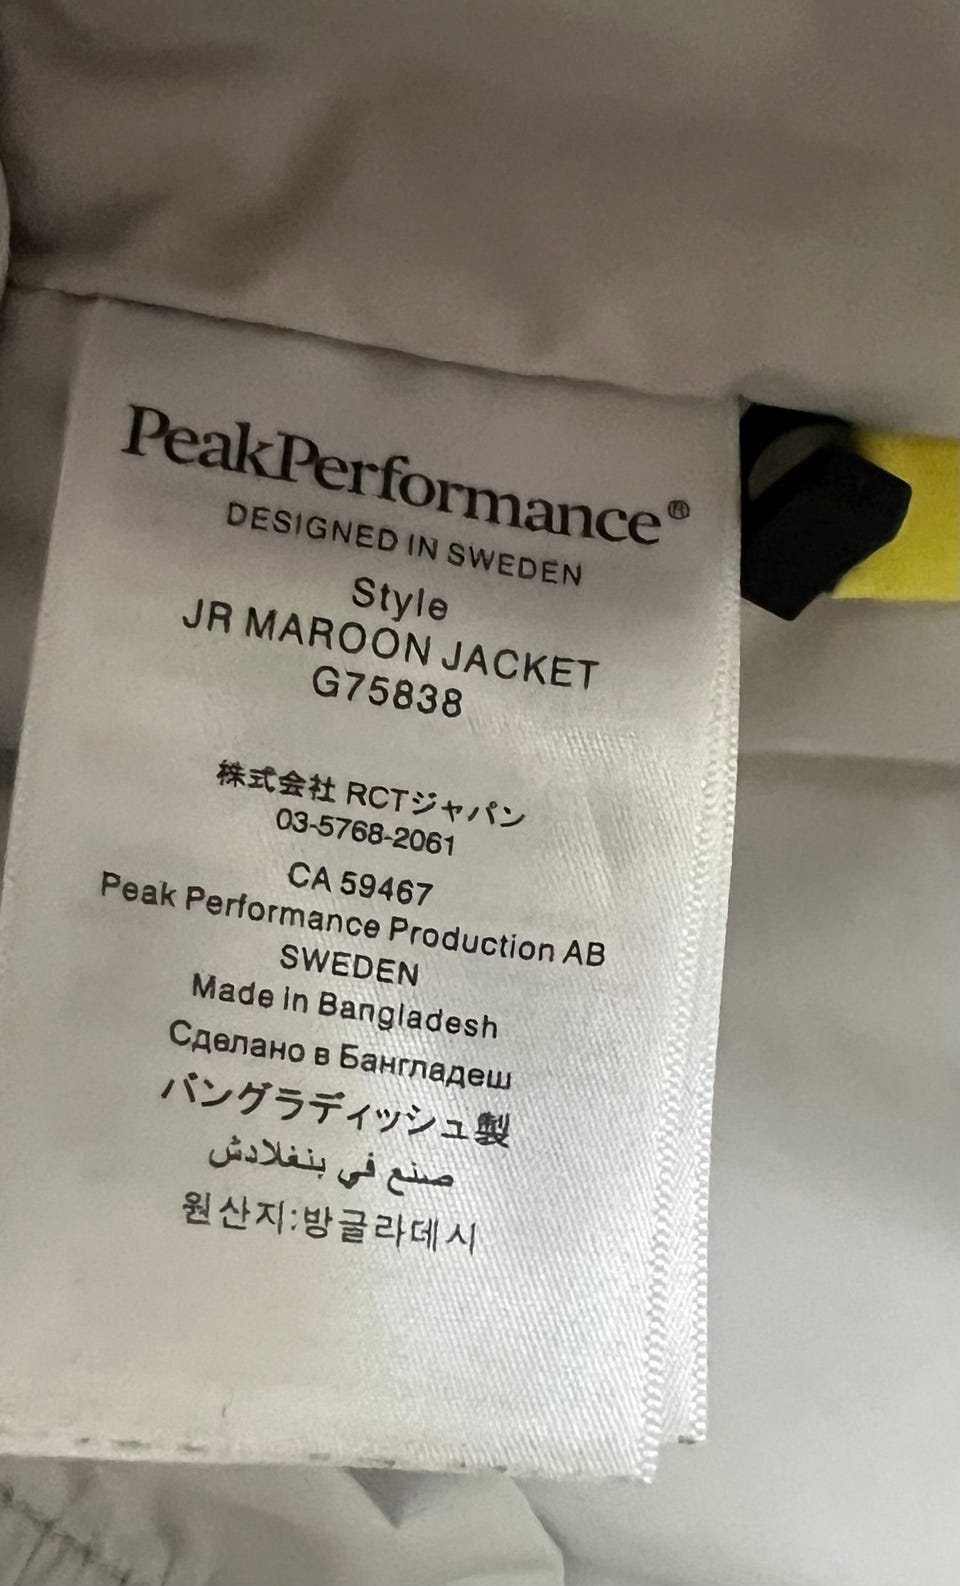 PeakPerformance®
DESIGNED IN SWEDEN
Style
JR MAROON JACKET
G75838
株式会社 RCTジャパン
03-5768-2061
CA 59467
Peak Performance Production AB
SWEDEN
Made in Bangladesh
Сделано в Бангладеш
バングラディッシュ製
صنع في بنغلادش
원산지:방글라데시